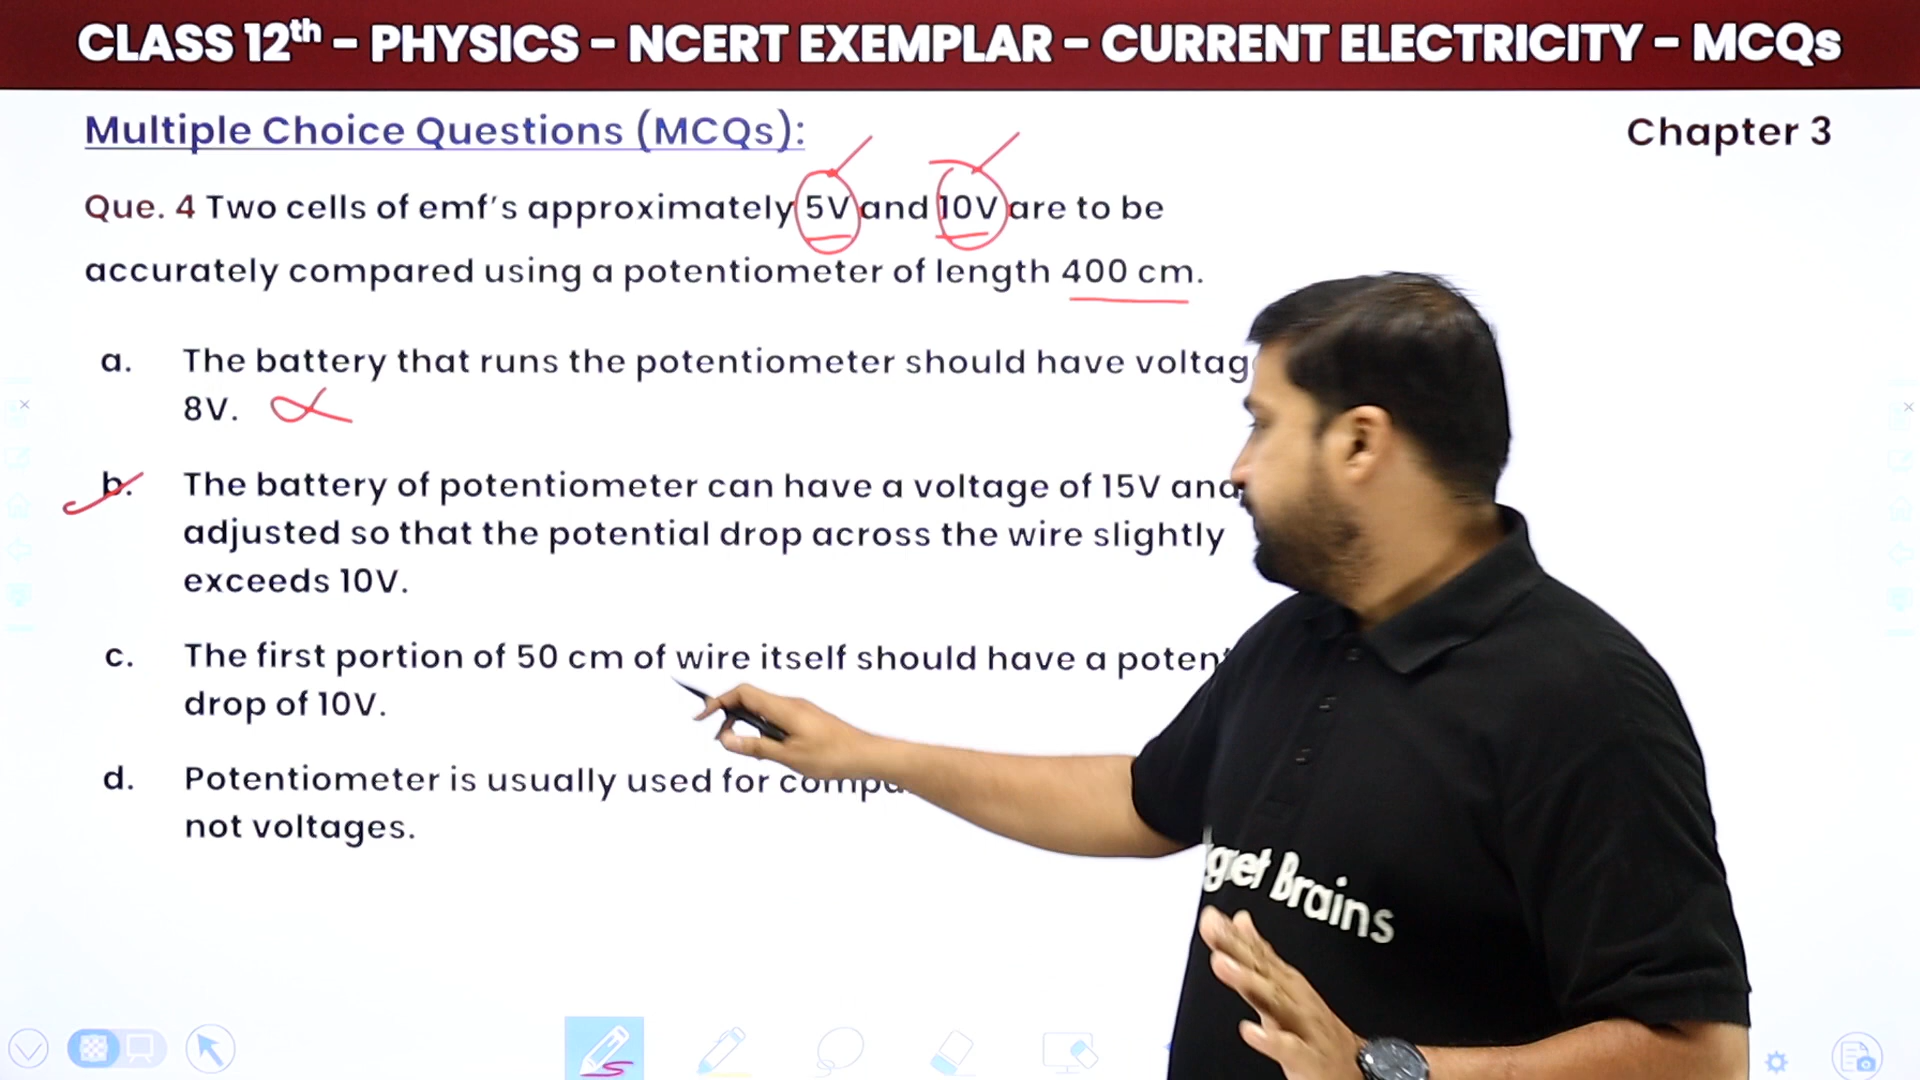 CLASS 12th – PHYSICS – NCERT EXEMPLAR – CURRENT ELECTRICITY – MCQs
Multiple Choice Questions (MCQs):
Chapter 3
Que. 4 Two cells of emf's approximately 5V and 10V are to be
accurately compared using a potentiometer of length 400 cm.
a. The battery that runs the potentiometer should have
8V.
b. The battery of potentiometer can have a voltage of 15V and
adjusted so that the potential drop across the wire slightly
exceeds 10V.
c. The first portion of 50 cm of wire itself should have a
drop of 10V.
d. Potentiometer is usually used for
not voltages.
Brains